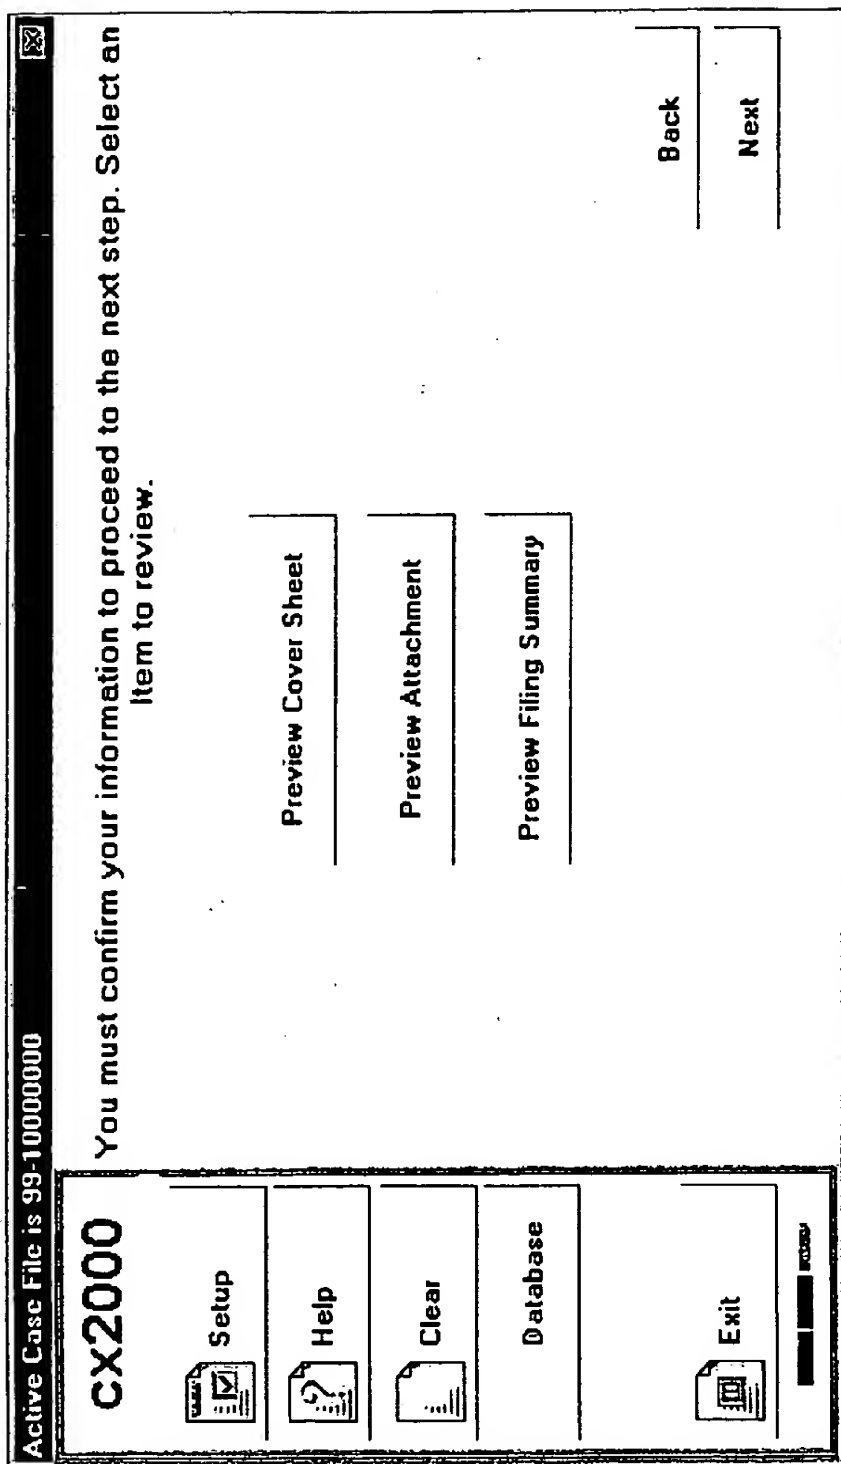 Active Case File is 99-10000000
cx2000
Setup
Help
Clear
Database
Exit
You must confirm your information to proceed to the next step. Select an
Item to review.
Preview Cover Sheet
Preview Attachment
Preview Filing Summary
Back
Next